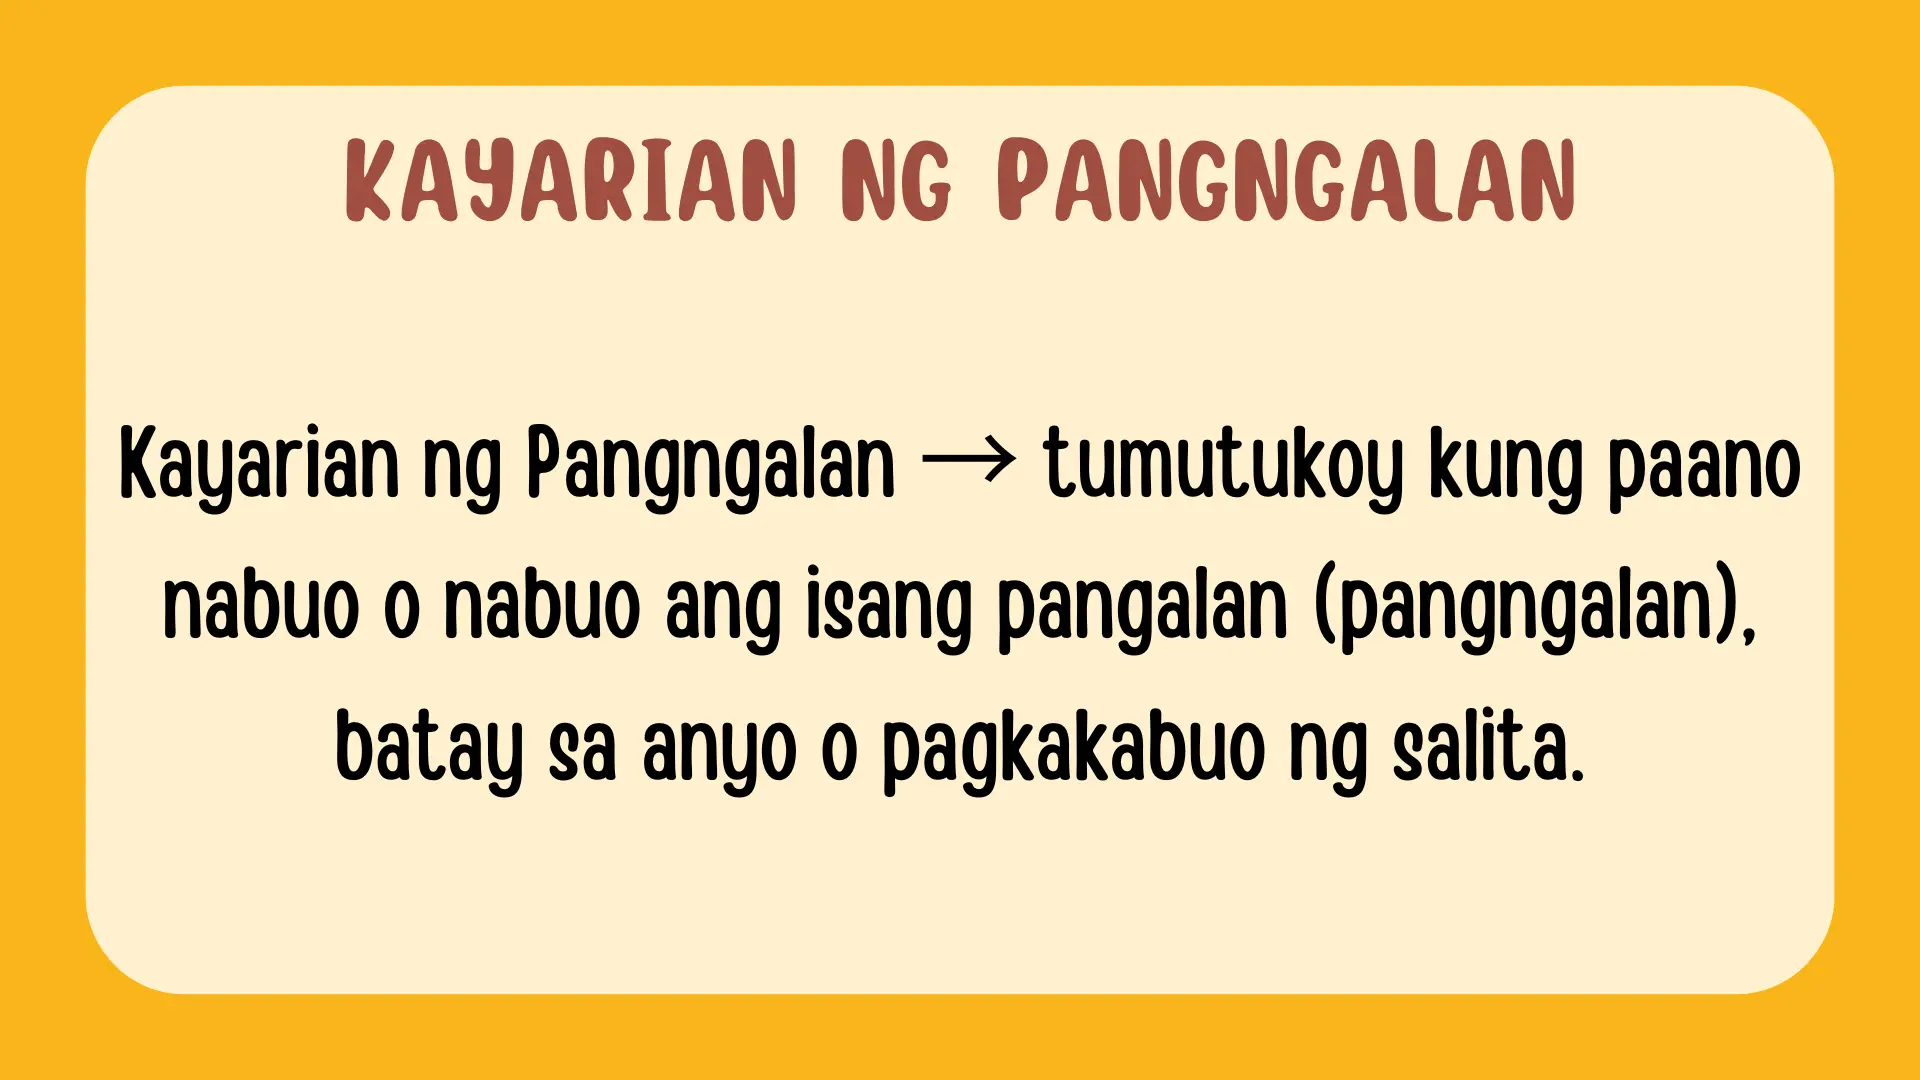 KAYARIAN NG PANGNGALAN
Kayarian ng Pangngalan → tumutukoy kung paano
nabuo o nabuo ang isang pangalan (pangngalan),
batay sa anyo o pagkakabuo ng salita.